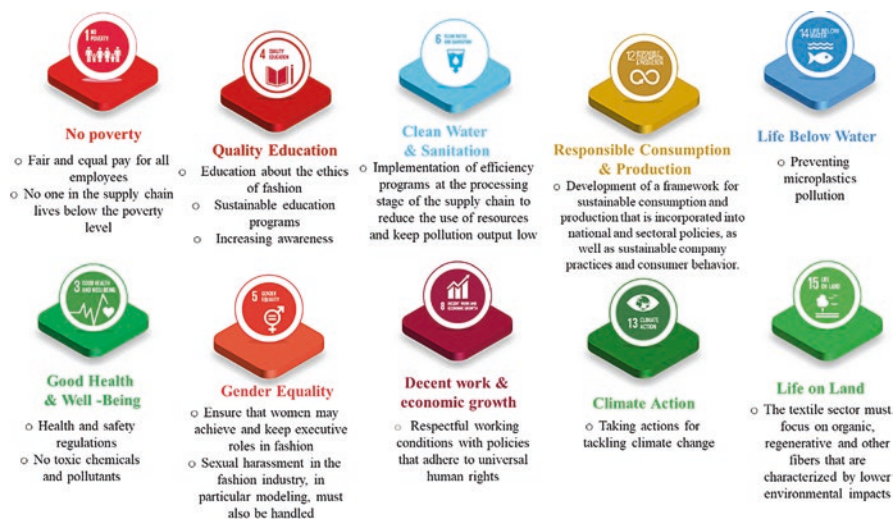 1 NO
POVERTY
No poverty
○ Fair and equal pay for all
employees
○ No one in the supply chain
lives below the poverty
level
4 QUALITY
EDUCATION
Quality Education
○ Education about the ethics
of fashion
○ Sustainable education
programs
○ Increasing awareness
6 CLEAN WATER
AND SANITATION
Clean Water
& Sanitation
○ Implementation of efficiency
programs at the processing
stage of the supply chain to
reduce the use of resources
and keep pollution output low
12 RESPONSIBLE
CONSUMPTION
& PRODUCTION
Responsible Consumption
& Production
○ Development of a framework for
sustainable consumption and
production that is incorporated into
national and sectoral policies, as
well as sustainable company
practices and consumer behavior.
14 LIFE BELOW
WATER
Life Below Water
○ Preventing
microplastics
pollution
3 GOOD HEALTH
AND WELL-BEING
Good Health
& Well -Being
○ Health and safety
regulations
○ No toxic chemicals
and pollutants
5 GENDER
EQUALITY
Gender Equality
○ Ensure that women may
achieve and keep executive
roles in fashion
○ Sexual harassment in the
fashion industry, in
particular modeling, must
also be handled
8 DECENT WORK AND
ECONOMIC GROWTH
Decent work &
economic growth
○ Respectful working
conditions with policies
that adhere to universal
human rights
13 CLIMATE
ACTION
Climate Action
○ Taking actions for
tackling climate change
15 LIFE
ON LAND
Life on Land
○ The textile sector must
focus on organic,
regenerative and other
fibers that are
characterized by lower
environmental impacts